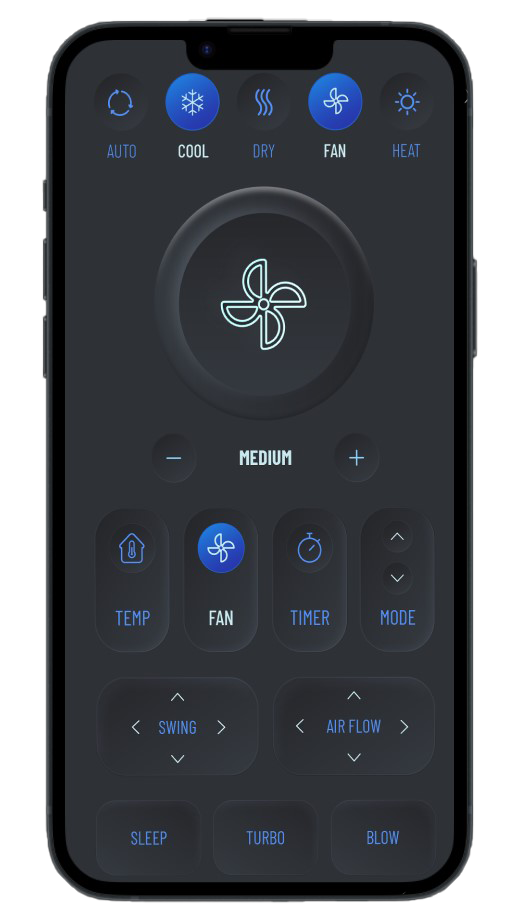 AUTO COOL DRY FAN HEAT
MEDIUM
TEMP FAN TIMER MODE
SWING AIR FLOW
SLEEP TURBO BLOW